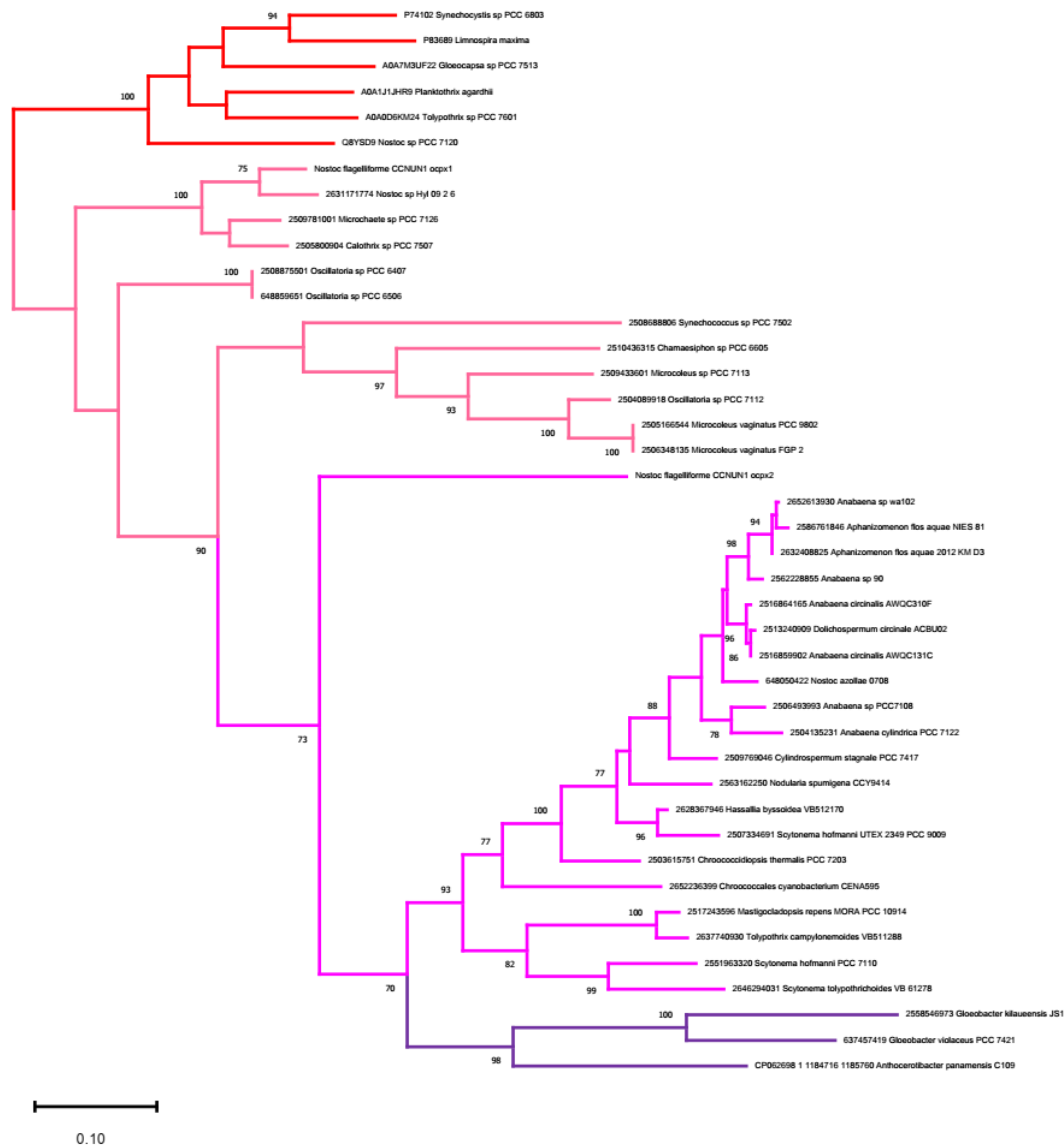 94
P74102 Synechocystis sp PCC 6803
P83689 Limnospira maxima
A0A7M3UF22 Gloeocapsa sp PCC 7513
A0A1J1JHR9 Planktothrix agardhii
100
A0A0D6KM24 Tolypothrix sp PCC 7601
Q8YSD9 Nostoc sp PCC 7120
75
Nostoc flagelliforme CCNUN1 ocpx1
100
2631171774 Nostoc sp Hyl 09 2 6
2509781001 Microchaete sp PCC 7126
2505800904 Calothrix sp PCC 7507
100
2508875501 Oscillatoria sp PCC 6407
648859651 Oscillatoria sp PCC 6506
2508688806 Synechococcus sp PCC 7502
2510436315 Chamaesiphon sp PCC 6605
97
2509433601 Microcoleus sp PCC 7113
2504089918 Oscillatoria sp PCC 7112
93
2505166544 Microcoleus vaginatus PCC 9802
100
2506348135 Microcoleus vaginatus FGP 2
100
Nostoc flagelliforme CCNUN1 ocpx2
2652613930 Anabaena sp wa102
94
2586761846 Aphanizomenon flos aquae NIES 81
98
2632408825 Aphanizomenon flos aquae 2012 KM D3
90
2562228855 Anabaena sp 90
2516864165 Anabaena circinalis AWQC310F
2513240909 Dolichospermum circinale ACBU02
96
2516859902 Anabaena circinalis AWQC131C
86
648050422 Nostoc azollae 0708
88
2506493993 Anabaena sp PCC7108
78
2504135231 Anabaena cylindrica PCC 7122
73
2509769046 Cylindrospermum stagnale PCC 7417
77
2563162250 Nodularia spumigena CCY9414
100
2628367946 Hassallia byssoidea VB512170
96
2507334691 Scytonema hofmanni UTEX 2349 PCC 9009
77
2503615751 Chroococcidiopsis thermalis PCC 7203
93
2652236399 Chroococcales cyanobacterium CENA595
100
2517243596 Mastigocladopsis repens MORA PCC 10914
2637740930 Tolypothrix campylonemoides VB511288
82
2551963320 Scytonema hofmanni PCC 7110
70
99
2646294031 Scytonema tolypothrichoides VB 61278
100
2558546973 Gloeobacter kilaueensis JS1
637457419 Gloeobacter violaceus PCC 7421
98
CP062698 1 1184716 1185760 Anthocerotibacter panamensis C109
0.10